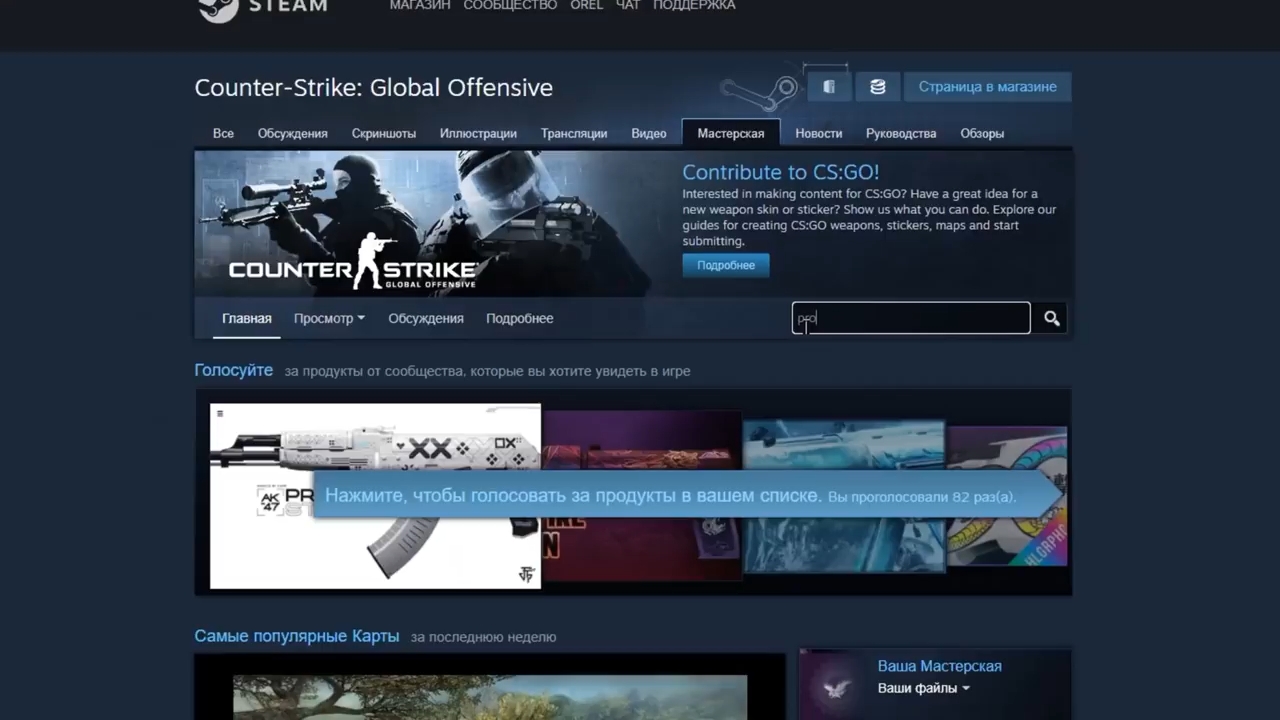 STEAM
МАГАЗИН СООБЩЕСТВО OREL ЧАТ ПОДДЕРЖКА
Counter-Strike: Global Offensive
Страница в магазине
Все Обсуждения Скриншоты Иллюстрации Трансляции Видео Мастерская Новости Руководства Обзоры
Contribute to CS:GO!
Interested in making content for CS:GO? Have a great idea for a
new weapon skin or sticker? Show us what you can do. Explore our
guides for creating CS:GO weapons, stickers, maps and start
submitting.
Подробнее
COUNTER STRIKE
GLOBAL OFFENSIVE
Главная Просмотр Обсуждения Подробнее
pro
Голосуйте за продукты от сообщества, которые вы хотите увидеть в игре
XX
AK
47
PR
Нажмите, чтобы голосовать за продукты в вашем списке. Вы проголосовали 82 раз(а).
Самые популярные Карты за последнюю неделю
Ваша Мастерская
Ваши файлы